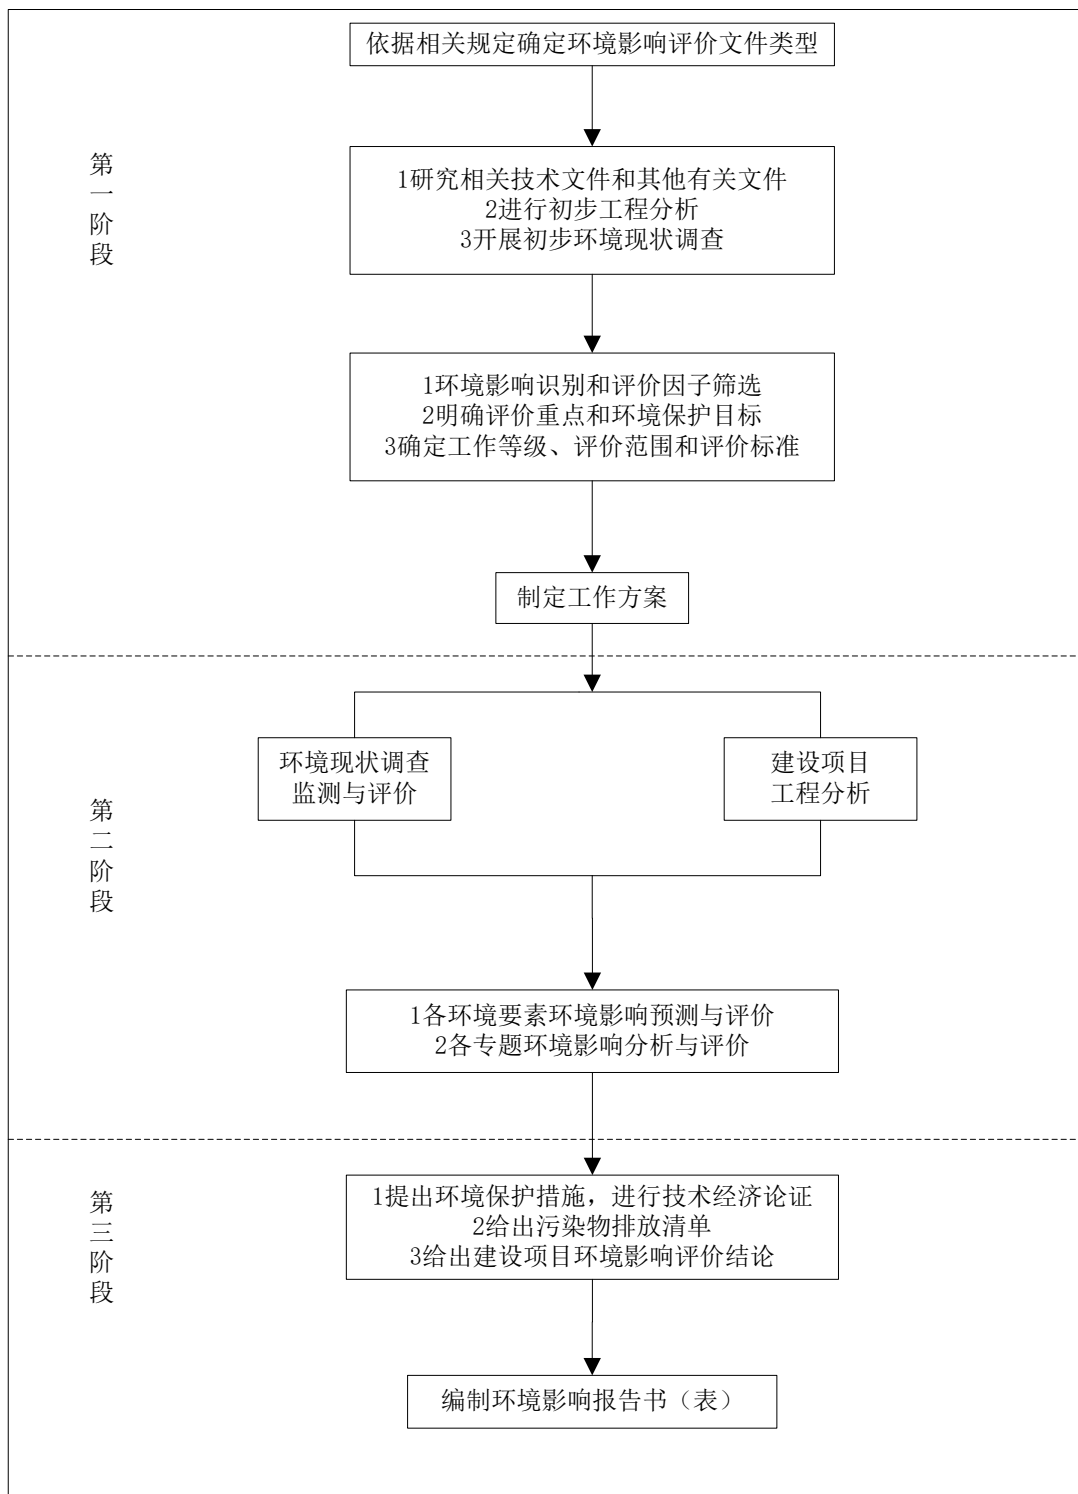 依据相关规定确定环境影响评价文件类型
第一阶段
1研究相关技术文件和其他有关文件
2进行初步工程分析
3开展初步环境现状调查
1环境影响识别和评价因子筛选
2明确评价重点和环境保护目标
3确定工作等级、评价范围和评价标准
制定工作方案
第二阶段
环境现状调查
监测与评价
建设项目
工程分析
1各环境要素环境影响预测与评价
2各专题环境影响分析与评价
第三阶段
1提出环境保护措施，进行技术经济论证
2给出污染物排放清单
3给出建设项目环境影响评价结论
编制环境影响报告书（表）